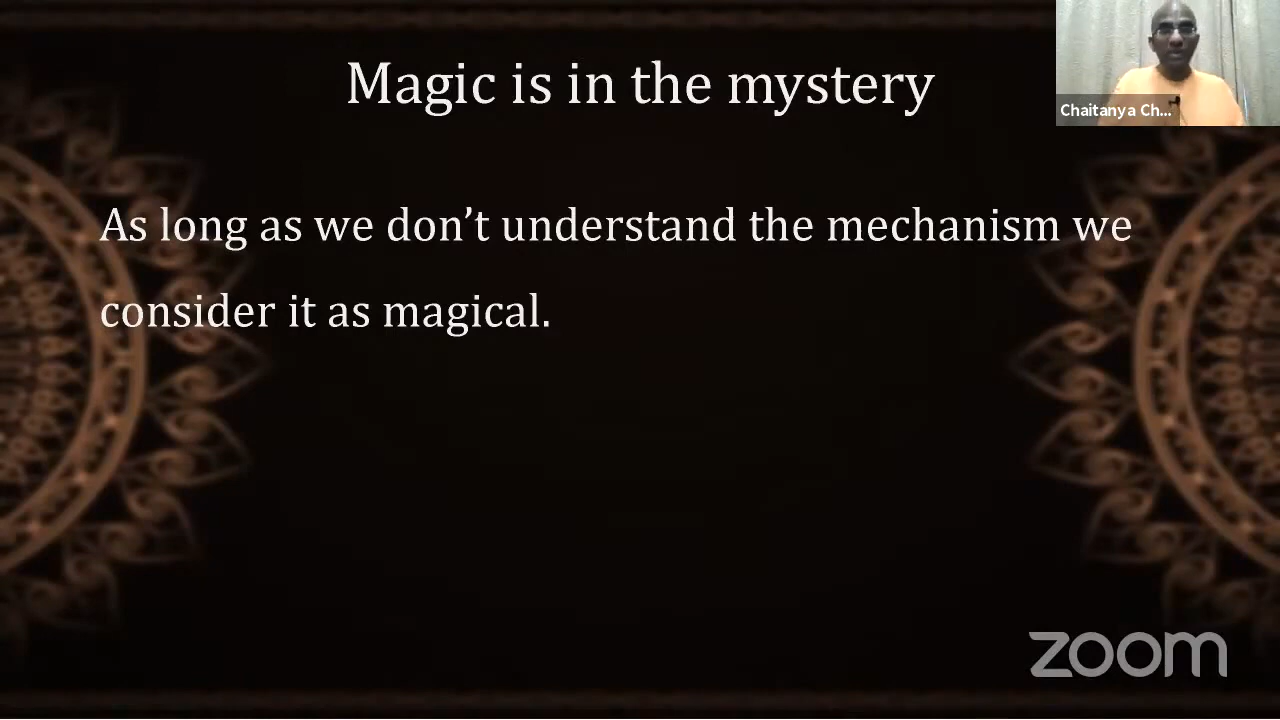 Magic is in the mystery
Chaitanya Ch...
As long as we don’t understand the mechanism we
consider it as magical.
zoom